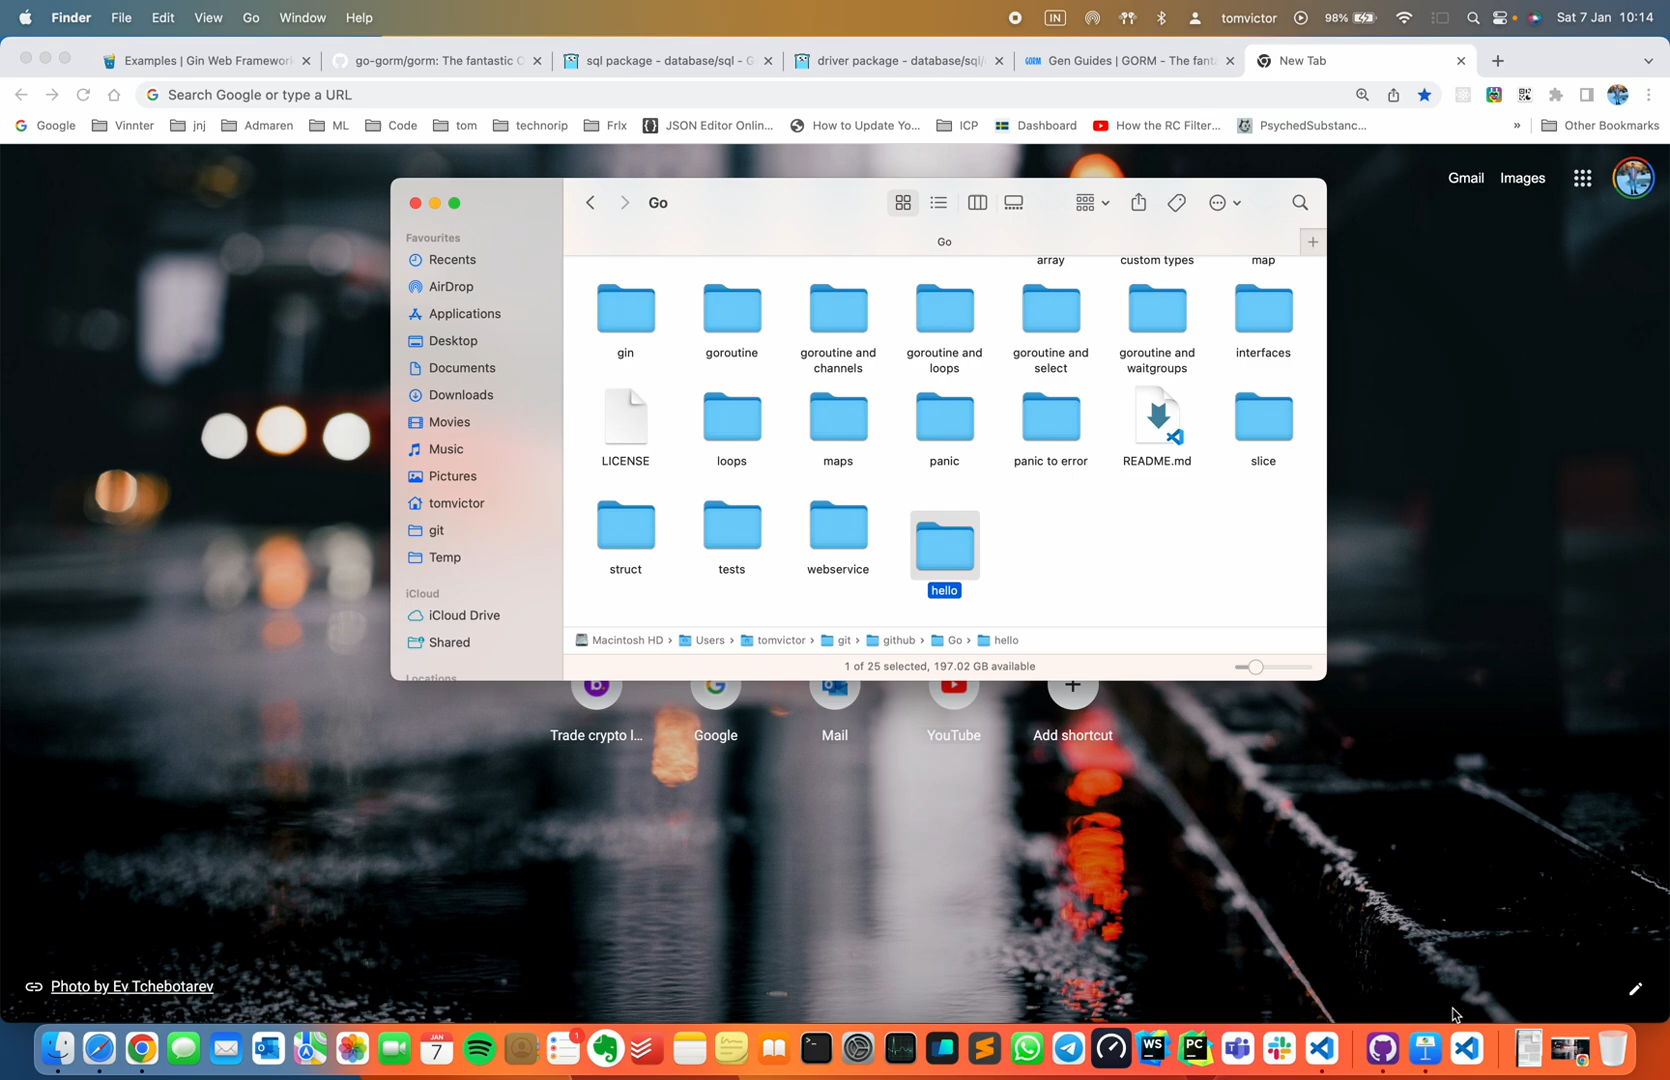 Finder File Edit View Go Window Help
IN tomvictor 98% Sat 7 Jan 10:14
Examples | Gin Web Framework
go-gorm/gorm: The fantastic O
sql package - database/sql - G
driver package - database/sql/
GORM Gen Guides | GORM - The fant
New Tab
Search Google or type a URL
Google Vinnter jnj Admaren ML Code tom technorip Frlx JSON Editor Onlin... How to Update Yo... ICP Dashboard How the RC Filter... PsychedSubstanc... » Other Bookmarks
Gmail Images
Go
Go
Favourites
Recents
AirDrop
Applications
Desktop
Documents
Downloads
Movies
Music
Pictures
tomvictor
git
Temp
iCloud
iCloud Drive
Shared
Locations
array custom types map
gin goroutine goroutine and channels goroutine and loops goroutine and select goroutine and waitgroups interfaces
LICENSE loops maps panic panic to error README.md slice
struct tests webservice hello
Macintosh HD › Users › tomvictor › git › github › Go › hello
1 of 25 selected, 197.02 GB available
Trade crypto l... Google Mail YouTube Add shortcut
Photo by Ev Tchebotarev
JAN
7
1
WS
PC